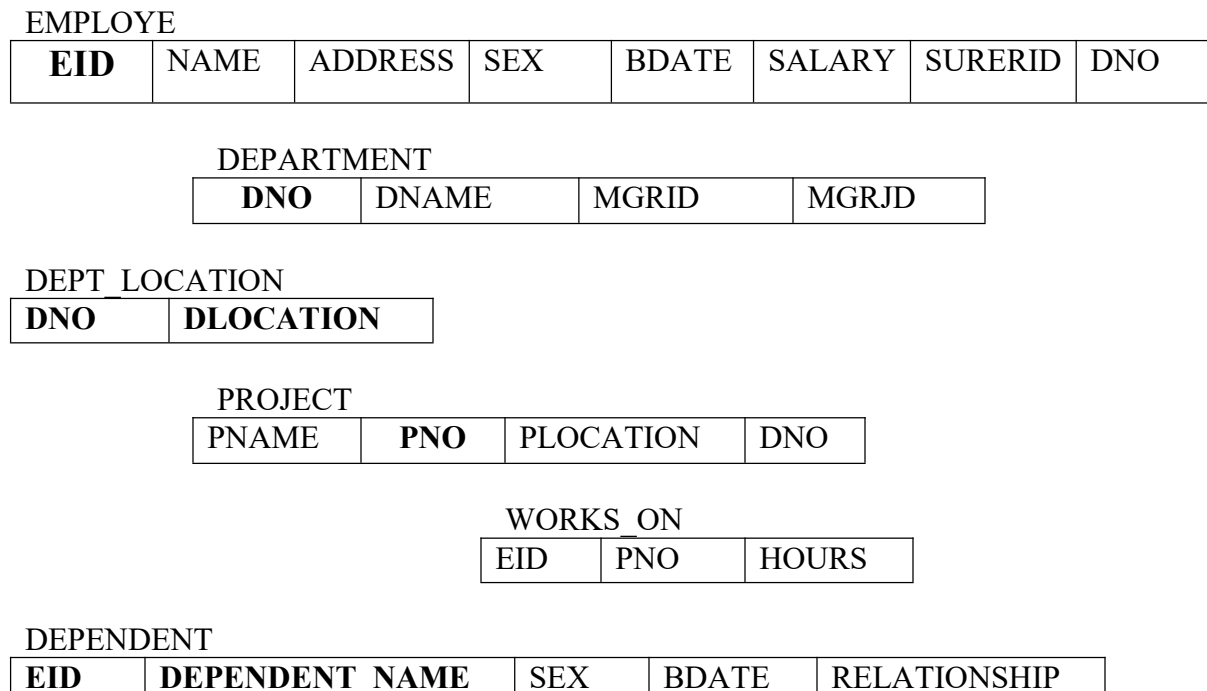 EMPLOYE
EID NAME ADDRESS SEX BDATE SALARY SURERID DNO
DEPARTMENT
DNO DNAME MGRID MGRJD
DEPT_LOCATION
DNO DLOCATION
PROJECT
PNAME PNO PLOCATION DNO
WORKS_ON
EID PNO HOURS
DEPENDENT
EID DEPENDENT_NAME SEX BDATE RELATIONSHIP